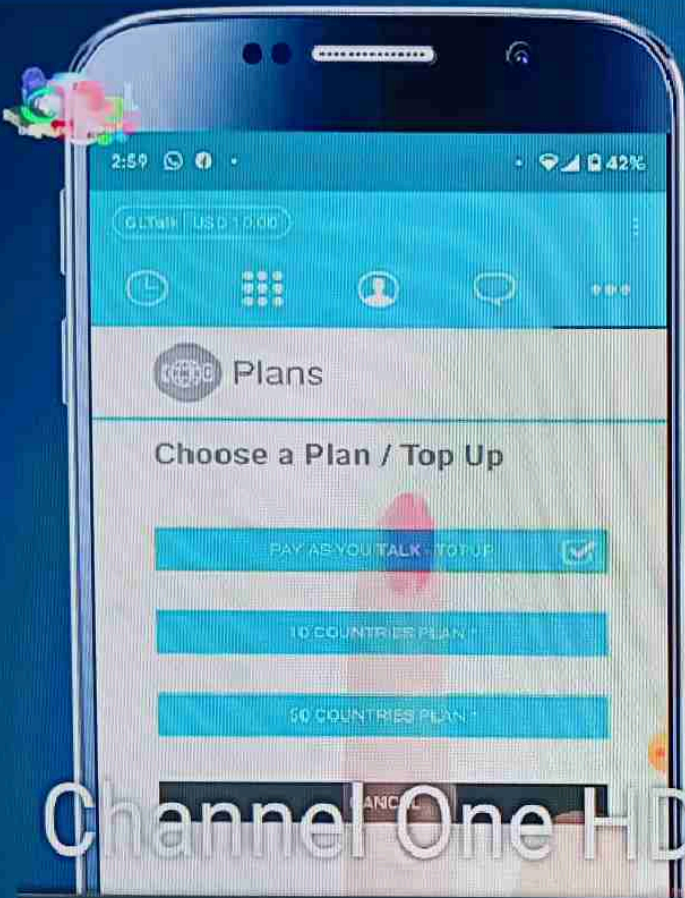 2:59 42%
GLTalk | USD 10.00
Plans
Choose a Plan / Top Up
PAY AS YOU TALK - TOPUP
10 COUNTRIES PLAN *
50 COUNTRIES PLAN *
CANCEL
Channel One HD